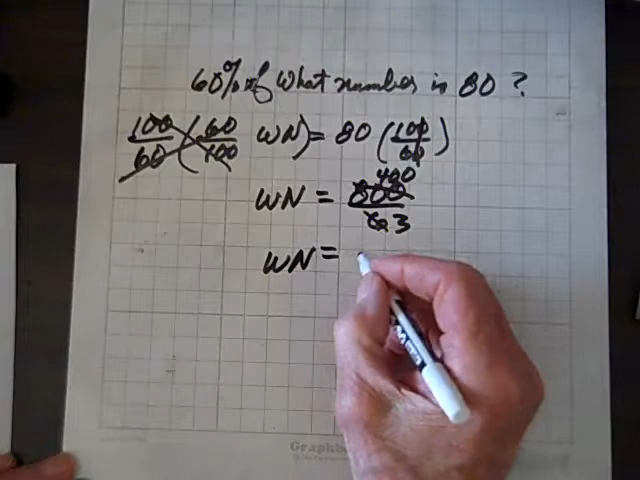 60% of what number is 80 ?
100/60 (60/100 WN) = 80 (100/60)
WN = 800/6 400 3
WN =